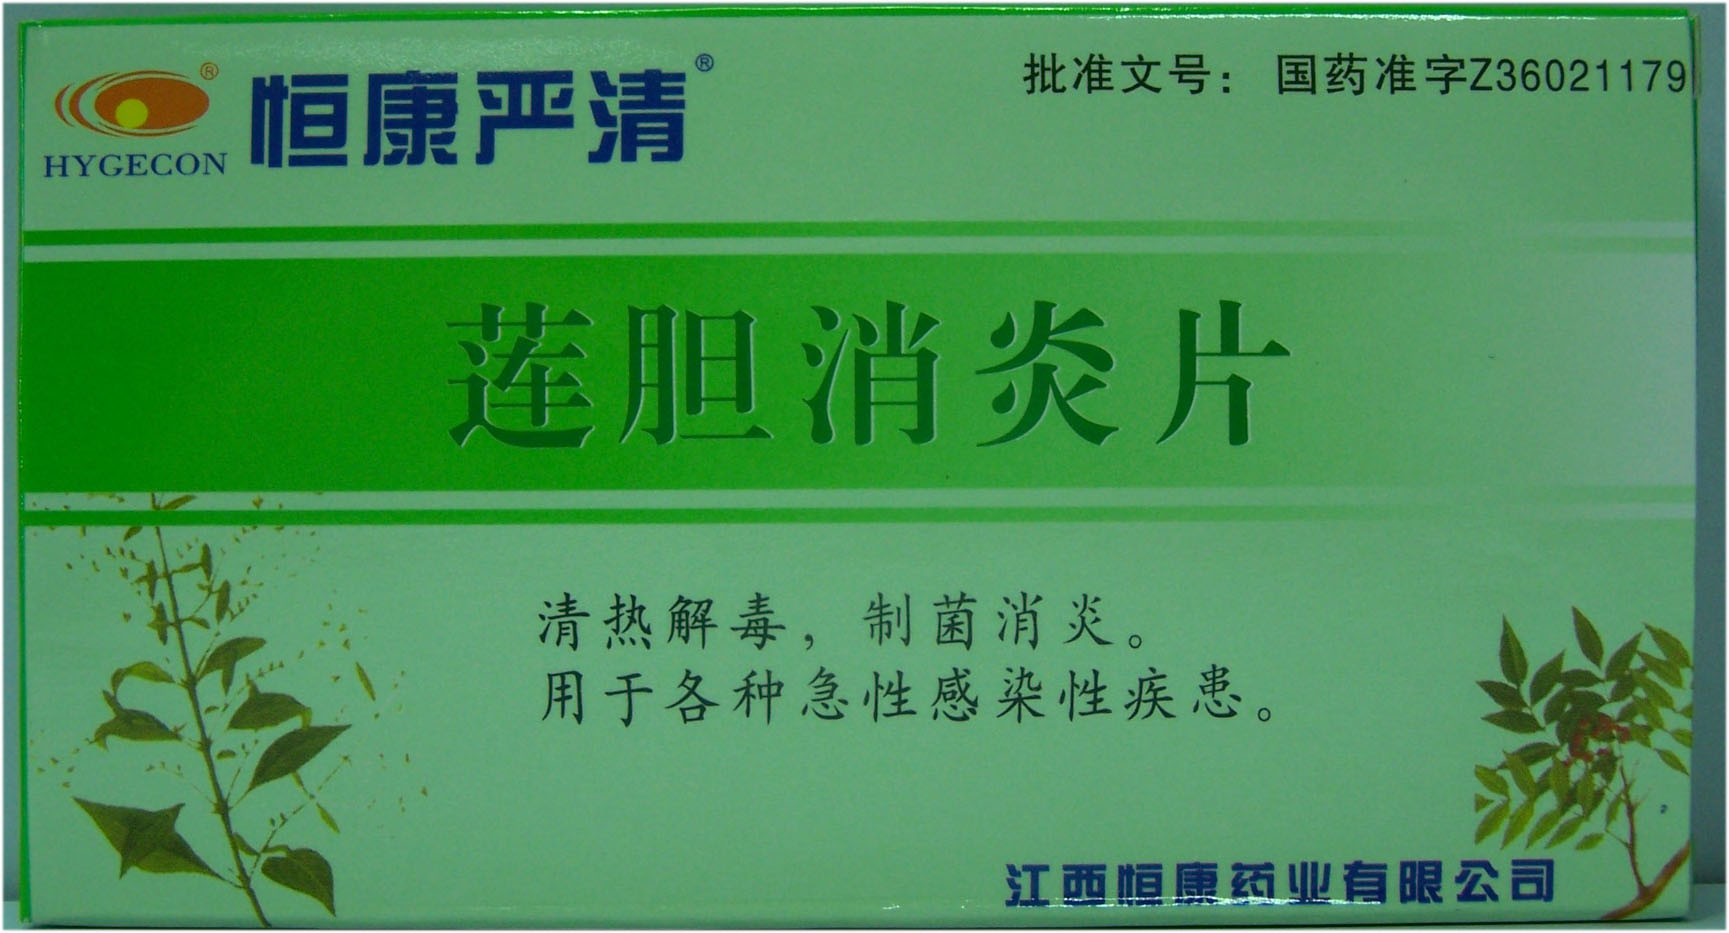 恒康严清®
批准文号：国药准字Z36021179
®
HYGECON
莲胆消炎片
清热解毒，制菌消炎。
用于各种急性感染性疾患。
江西恒康药业有限公司